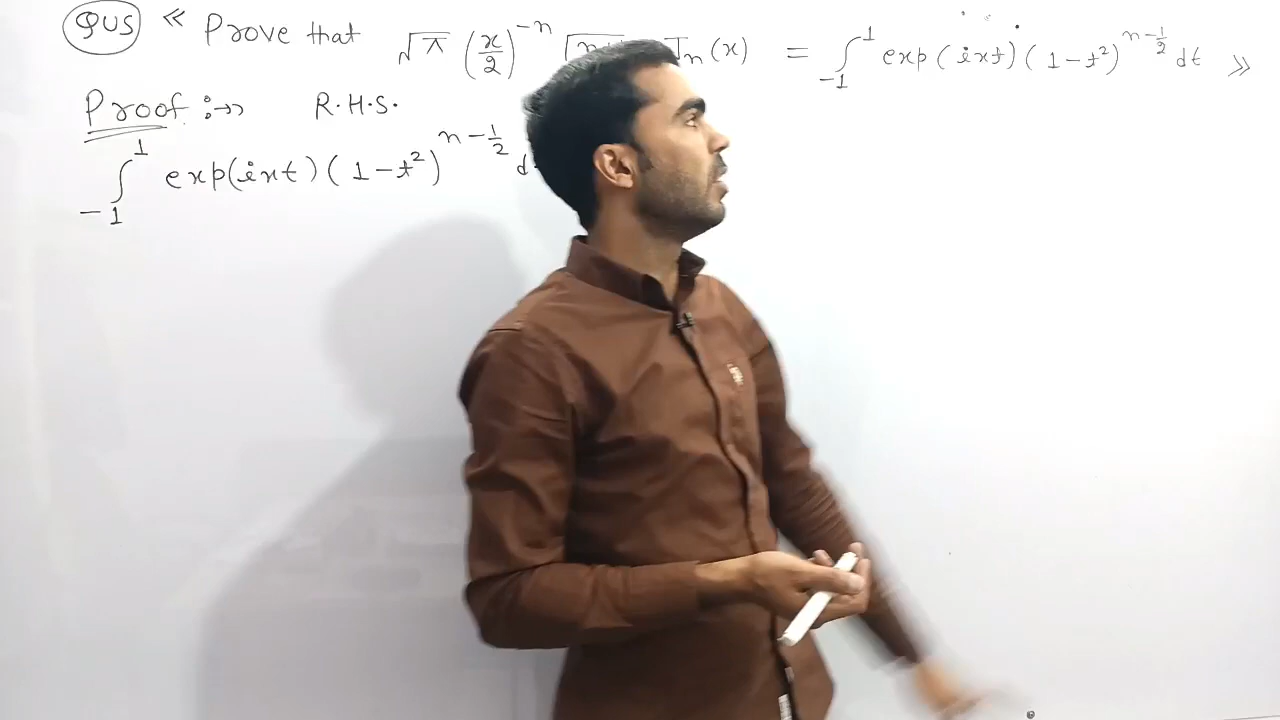 QUS « Prove that √π (x/2)^{-n} Jn(x) = ∫_{-1}^{1} exp(ixt) (1-t²)^{n-1/2} dt »
Proof :→ R.H.S.
∫_{-1}^{1} exp(ixt) (1-t²)^{n-1/2} d